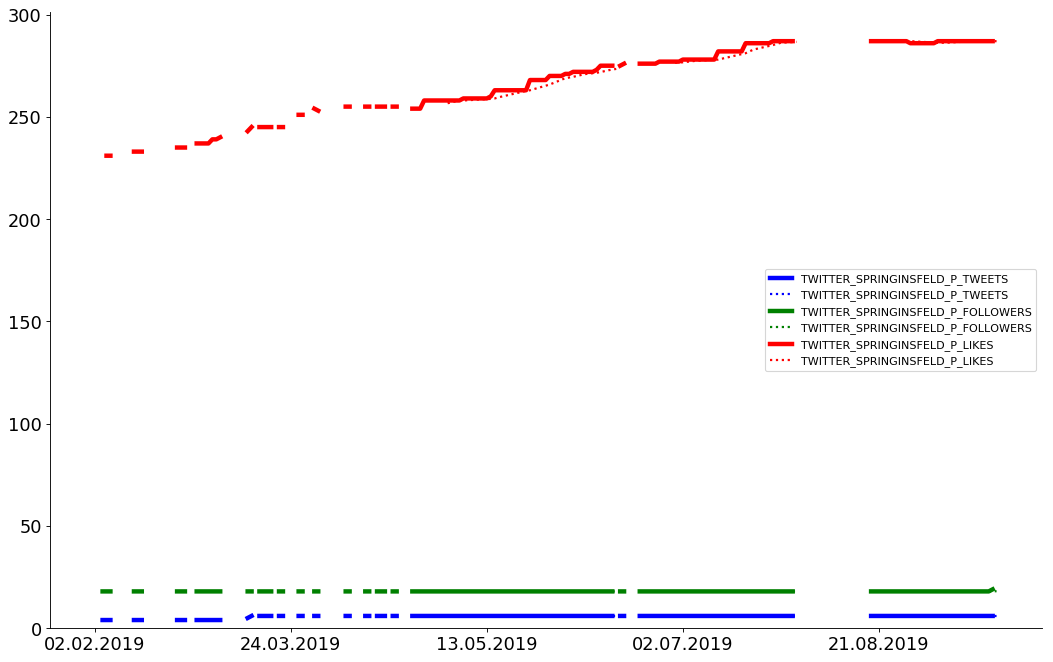 300
250
200
150
100
50
0
TWITTER_SPRINGINSFELD_P_TWEETS
TWITTER_SPRINGINSFELD_P_TWEETS
TWITTER_SPRINGINSFELD_P_FOLLOWERS
TWITTER_SPRINGINSFELD_P_FOLLOWERS
TWITTER_SPRINGINSFELD_P_LIKES
TWITTER_SPRINGINSFELD_P_LIKES
02.02.2019 24.03.2019 13.05.2019 02.07.2019 21.08.2019